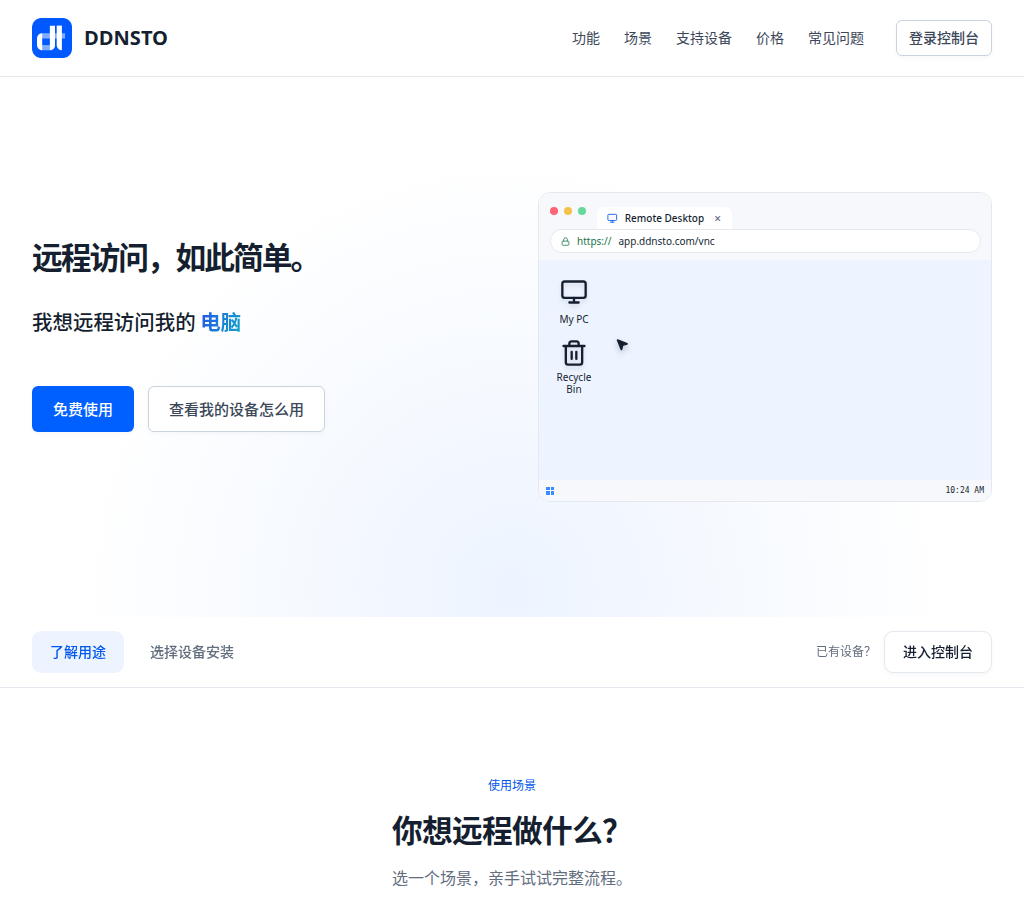 DDNSTO
功能 场景 支持设备 价格 常见问题 登录控制台
远程访问，如此简单。
我想远程访问我的 电脑
免费使用 查看我的设备怎么用
Remote Desktop ×
https:// app.ddnsto.com/vnc
My PC
Recycle
Bin
10:24 AM
了解用途 选择设备安装 已有设备？ 进入控制台
使用场景
你想远程做什么？
选一个场景，亲手试试完整流程。